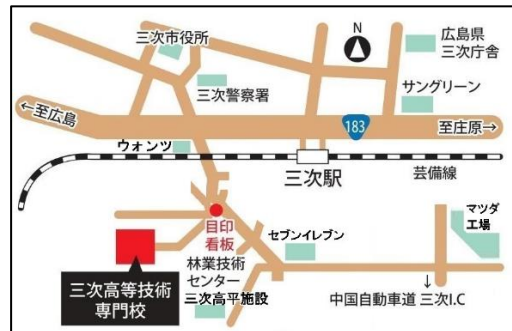 三次市役所
N
広島県
三次庁舎
三次警察署
サングリーン
←至広島
183
至庄原→
ウォンツ
三次駅
芸備線
目印
看板
セブンイレブン
マツダ
工場
林業技術
センター
三次高等技術
専門校
三次高平施設
↓
中国自動車道 三次I.C